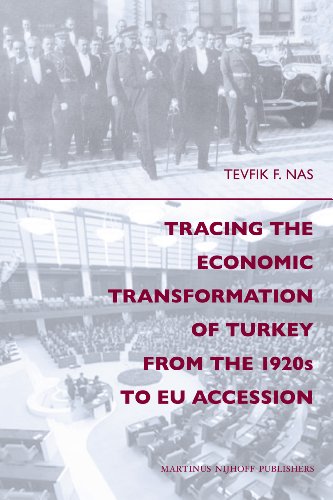 TEVFIK F. NAS
TRACING THE
ECONOMIC
TRANSFORMATION
OF TURKEY
FROM THE 1920s
TO EU ACCESSION
MARTINUS NIJHOFF PUBLISHERS